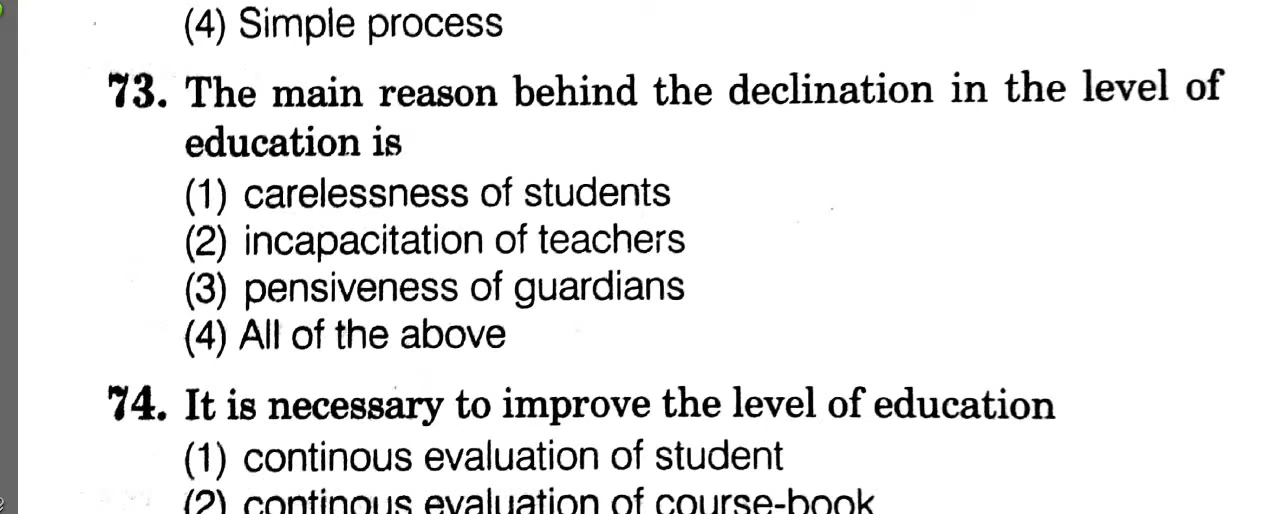 (4) Simple process
73. The main reason behind the declination in the level of
education is
(1) carelessness of students
(2) incapacitation of teachers
(3) pensiveness of guardians
(4) All of the above
74. It is necessary to improve the level of education
(1) continous evaluation of student
(2) continous evaluation of course-book